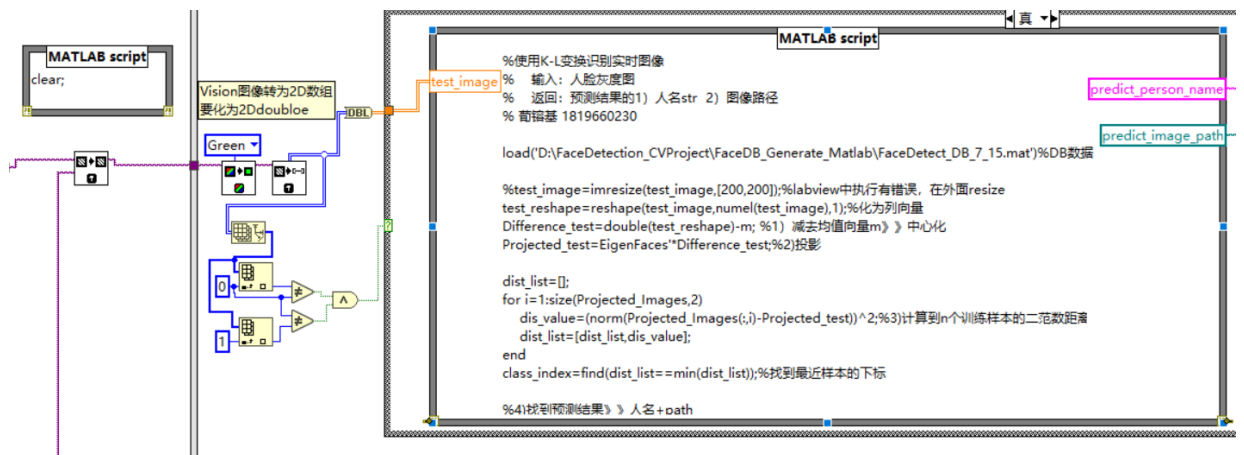 真
MATLAB script
clear;
Vision图像转为2D数组
要化为2Ddoubloe
DBL
Green
0
1
test_image
MATLAB script
%使用K-L变换识别实时图像
% 输入：人脸灰度图
% 返回：预测结果的1）人名str 2）图像路径
% 蔔镕基 1819660230
load('D:\FaceDetection_CVProject\FaceDB_Generate_Matlab\FaceDetect_DB_7_15.mat')%DB数据
%test_image=imresize(test_image,[200,200]);%labview中执行有错误，在外面resize
test_reshape=reshape(test_image,numel(test_image),1);%化为列向量
Difference_test=double(test_reshape)-m; %1）减去均值向量m》》中心化
Projected_test=EigenFaces'*Difference_test;%2)投影
dist_list=[];
for i=1:size(Projected_Images,2)
dis_value=(norm(Projected_Images(:,i)-Projected_test))^2;%3)计算到n个训练样本的二范数距离
dist_list=[dist_list,dis_value];
end
class_index=find(dist_list==min(dist_list));%找到最近样本的下标
%4)找到预测结果》》人名+path
predict_person_name
predict_image_path